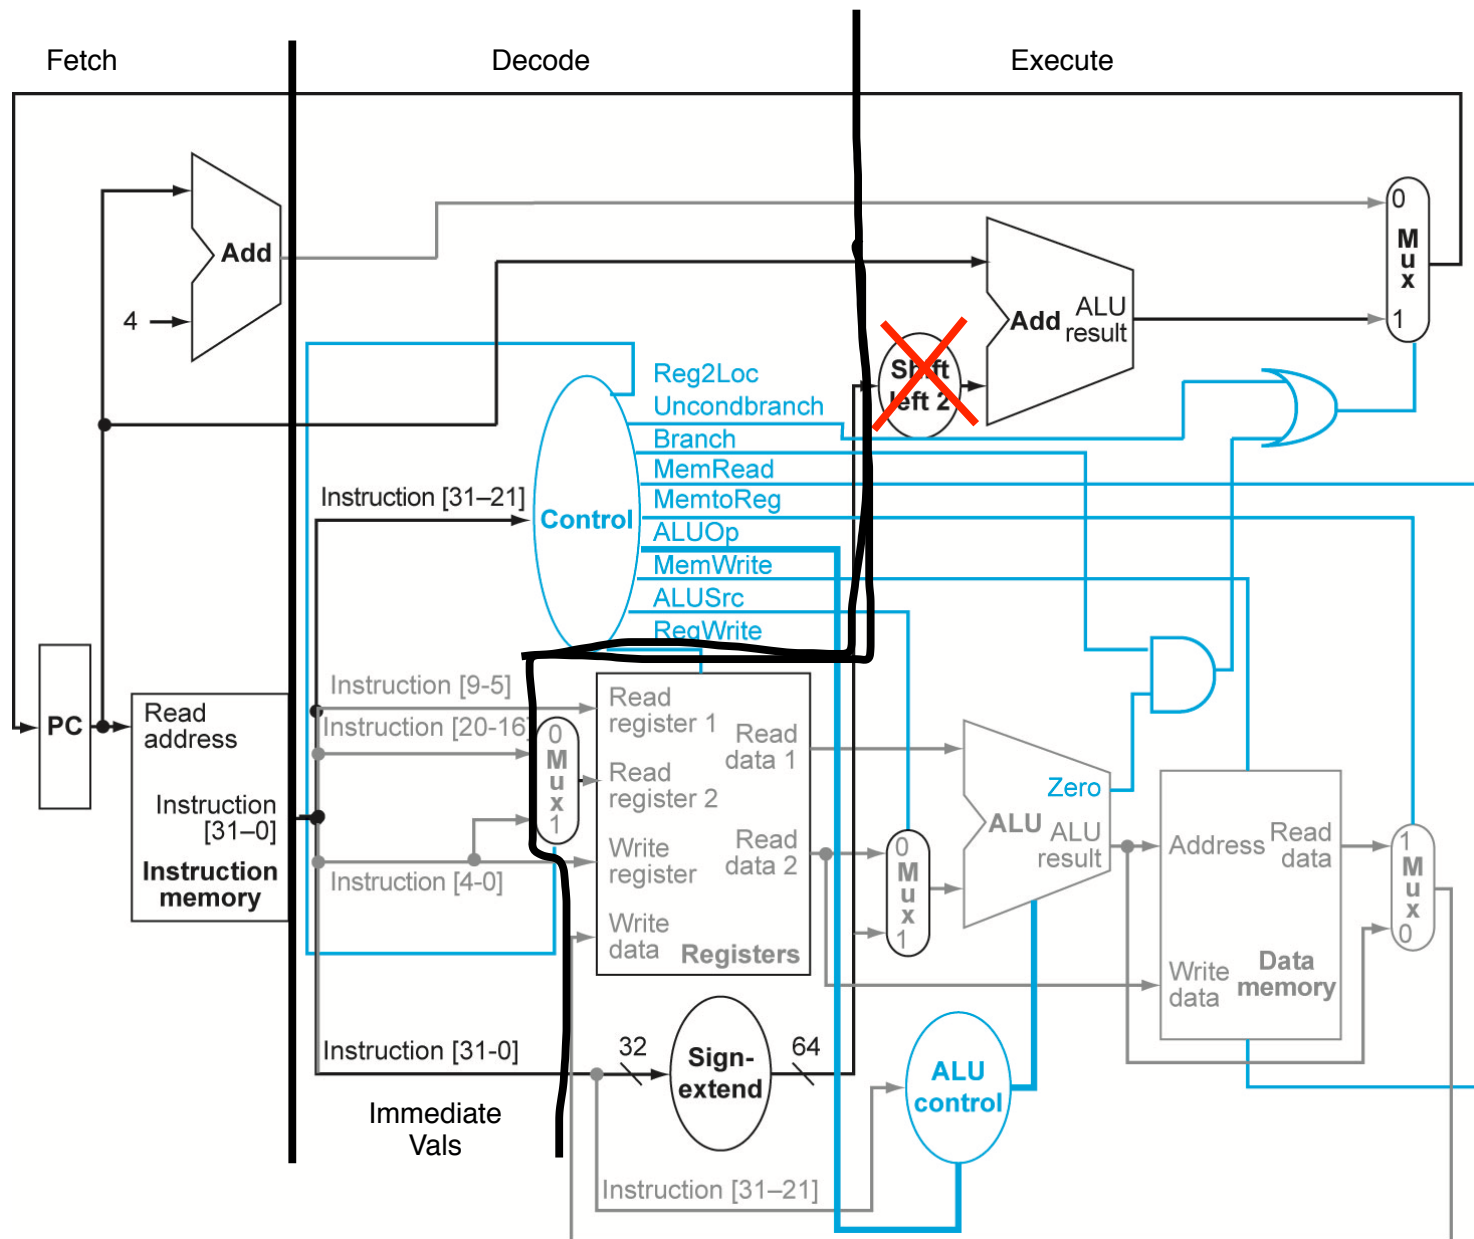 Fetch
Decode
Execute
Add
4
0
Mux
1
Add
ALU
result
Shift
left 2
Reg2Loc
Uncondbranch
Branch
MemRead
MemtoReg
ALUOp
MemWrite
ALUSrc
RegWrite
Instruction [31–21]
Control
PC
Read
address
Instruction
[31–0]
Instruction
memory
Instruction [9-5]
Instruction [20-16]
Instruction [4-0]
0
Mux
1
Read
register 1
Read
register 2
Write
register
Write
data
Read
data 1
Read
data 2
Registers
0
Mux
1
Zero
ALU
ALU
result
Address
Read
data
Write
data
Data
memory
1
Mux
0
Instruction [31-0]
32
Sign-
extend
64
ALU
control
Immediate
Vals
Instruction [31–21]